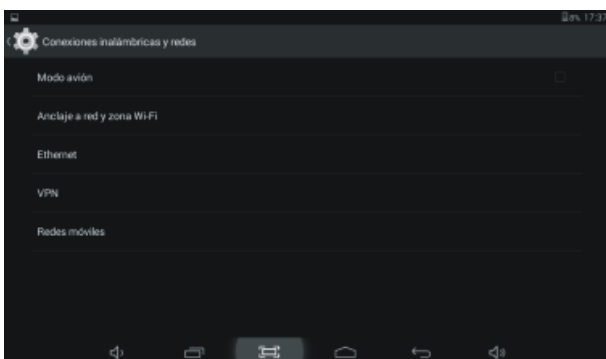 17:37
Conexiones inalámbricas y redes
Modo avión
Anclaje a red y zona Wi-Fi
Ethernet
VPN
Redes móviles